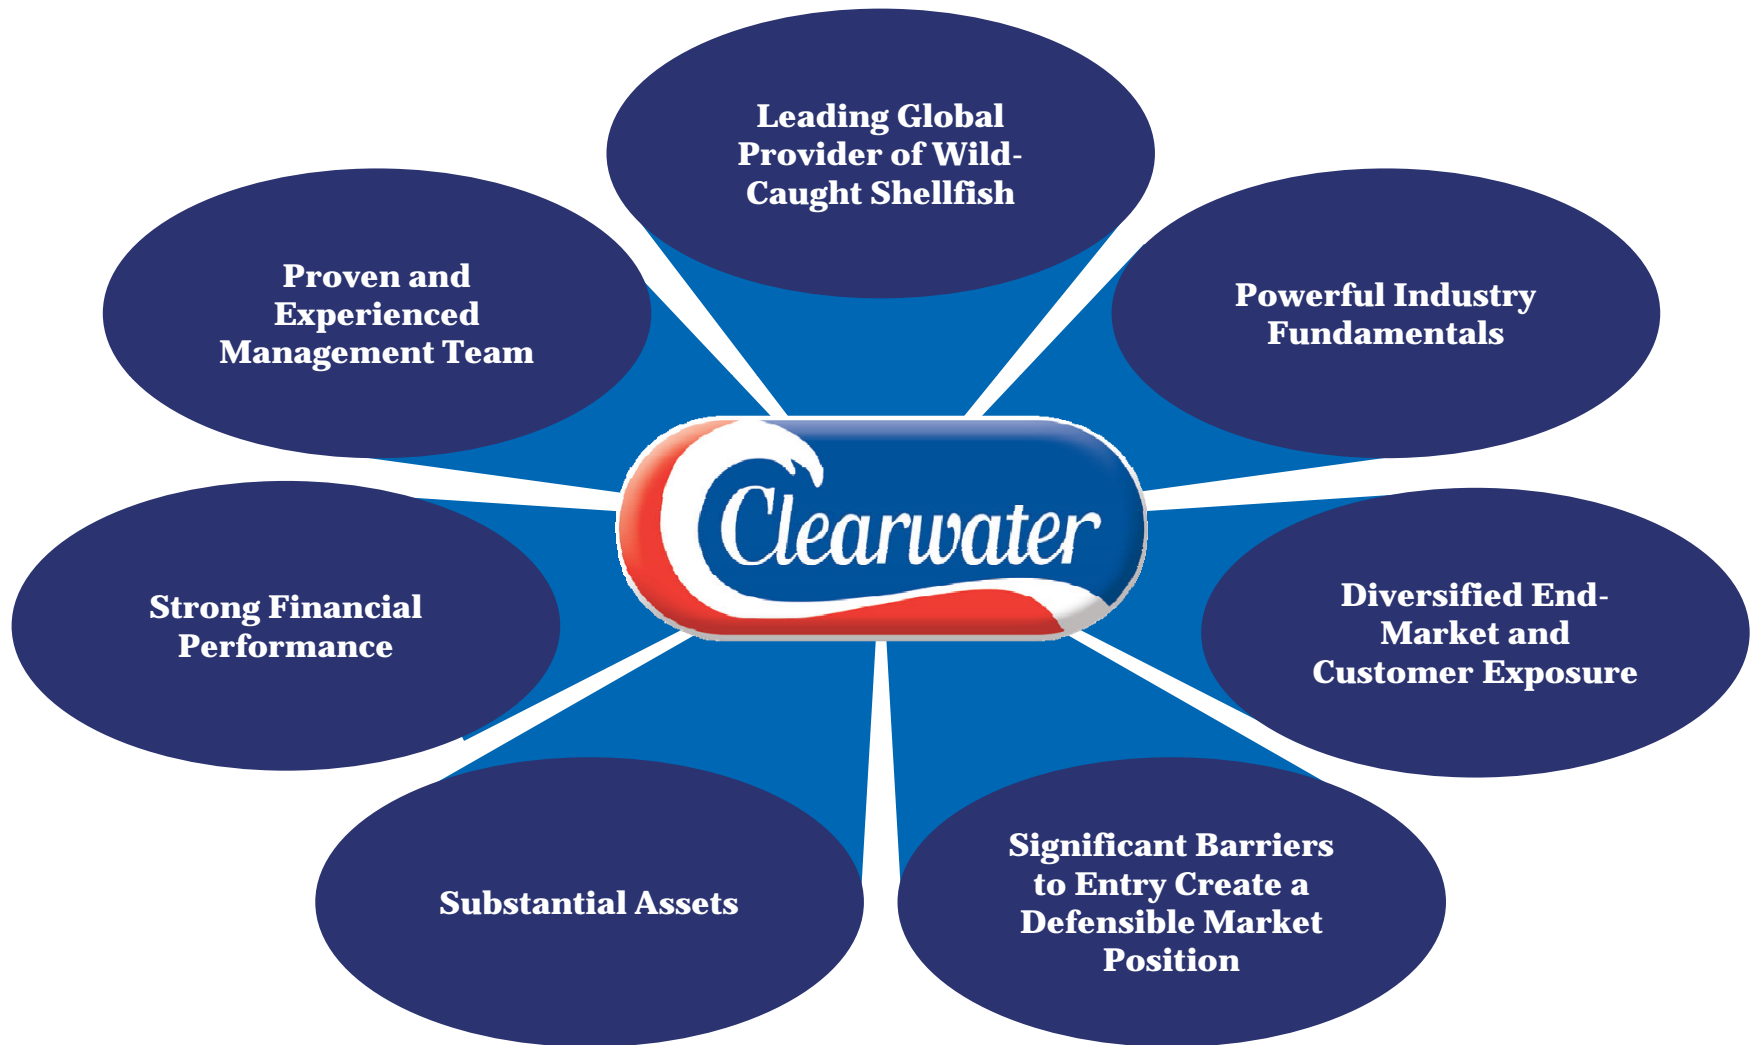 Leading Global
Provider of Wild-
Caught Shellfish
Proven and
Experienced
Management Team
Powerful Industry
Fundamentals
Clearwater
Strong Financial
Performance
Diversified End-
Market and
Customer Exposure
Substantial Assets
Significant Barriers
to Entry Create a
Defensible Market
Position